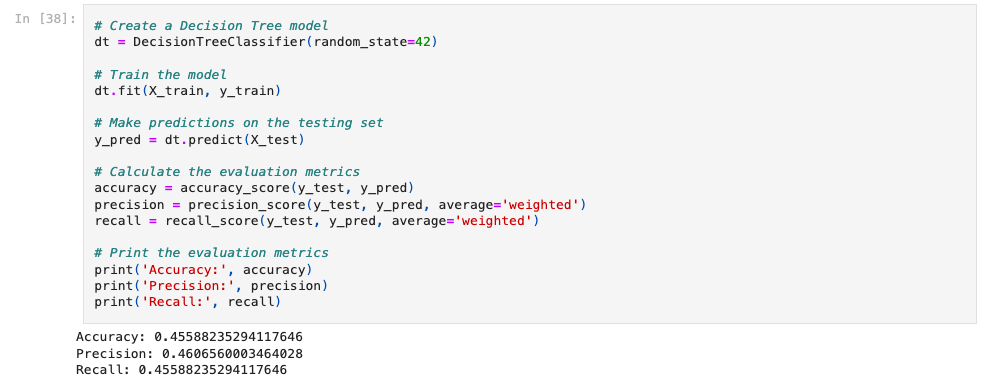 In [38]:
# Create a Decision Tree model
dt = DecisionTreeClassifier(random_state=42)
# Train the model
dt.fit(X_train, y_train)
# Make predictions on the testing set
y_pred = dt.predict(X_test)
# Calculate the evaluation metrics
accuracy = accuracy_score(y_test, y_pred)
precision = precision_score(y_test, y_pred, average='weighted')
recall = recall_score(y_test, y_pred, average='weighted')
# Print the evaluation metrics
print('Accuracy:', accuracy)
print('Precision:', precision)
print('Recall:', recall)
Accuracy: 0.45588235294117646
Precision: 0.4606560003464028
Recall: 0.45588235294117646